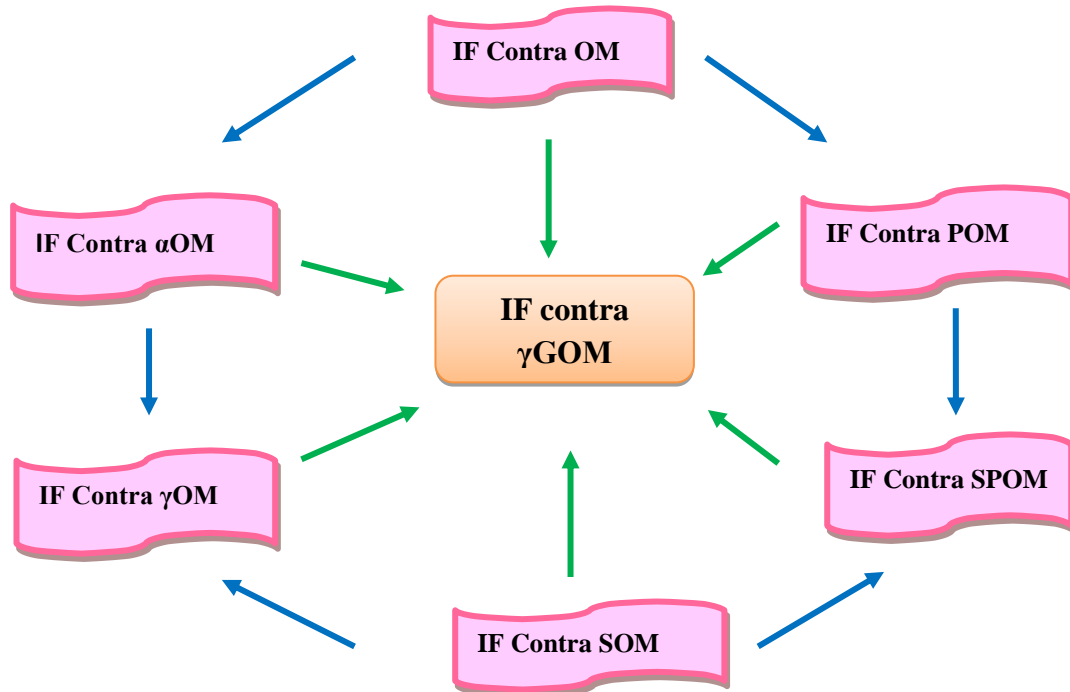 IF Contra OM
IF Contra αOM
IF Contra POM
IF contra
γGOM
IF Contra γOM
IF Contra SPOM
IF Contra SOM